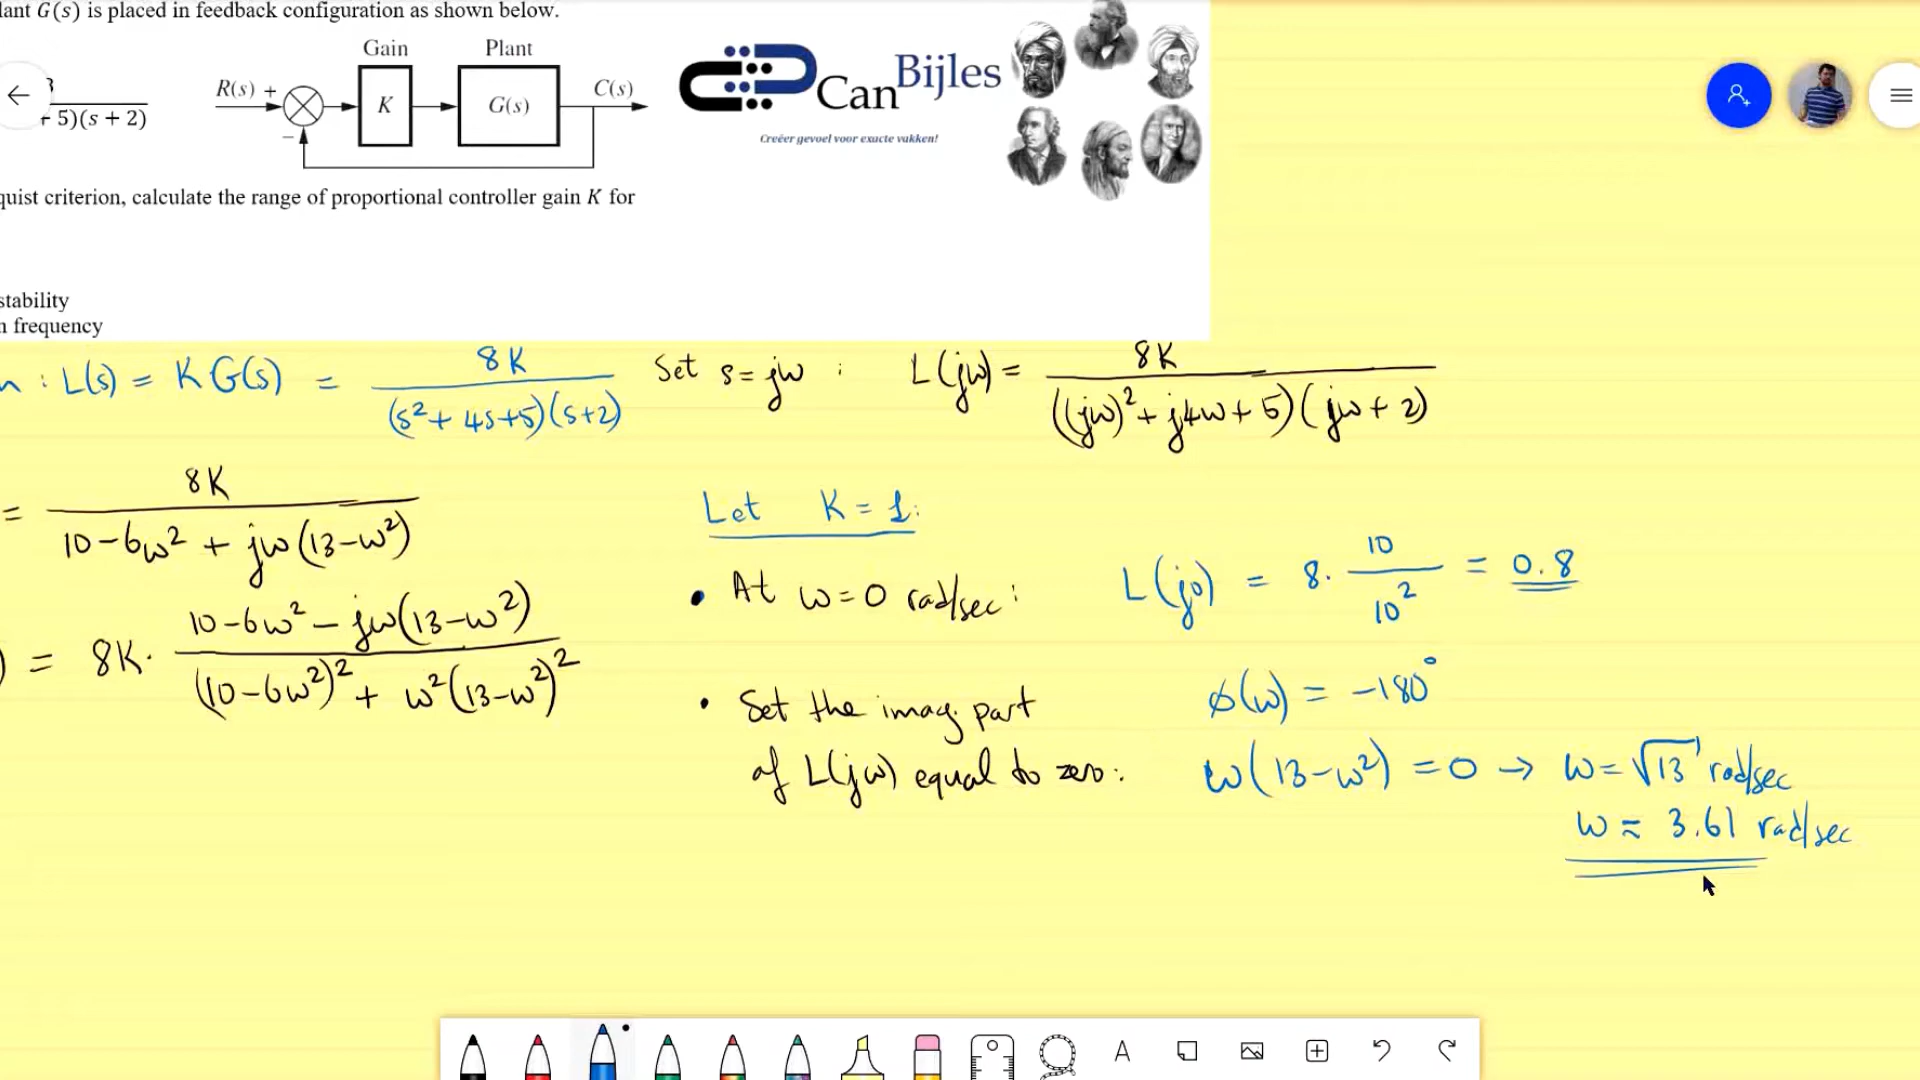 lant G(s) is placed in feedback configuration as shown below.
Gain Plant
R(s) + K G(s) C(s)
−
5)(s + 2)
Can Bijles
Creëer gevoel voor exacte vakken!
quist criterion, calculate the range of proportional controller gain K for
stability
n frequency
n : L(s) = K G(s) = 8K / (s² + 4s+5)(s+2) Set s = jω : L(jω) = 8K / ((jω)² + j4ω + 5)(jω + 2)
= 8K / 10-6ω² + jω(13-ω²)
) = 8K · 10-6ω² - jω(13-ω²) / (10-6ω²)² + ω²(13-ω²)²
Let K = 1:
• At ω = 0 rad/sec : L(j0) = 8 · 10 / 10² = 0.8
• Set the imag. part
of L(jω) equal to zero:
φ(ω) = -180°
ω(13-ω²) = 0 → ω = √13 rad/sec
ω ≈ 3.61 rad/sec
A